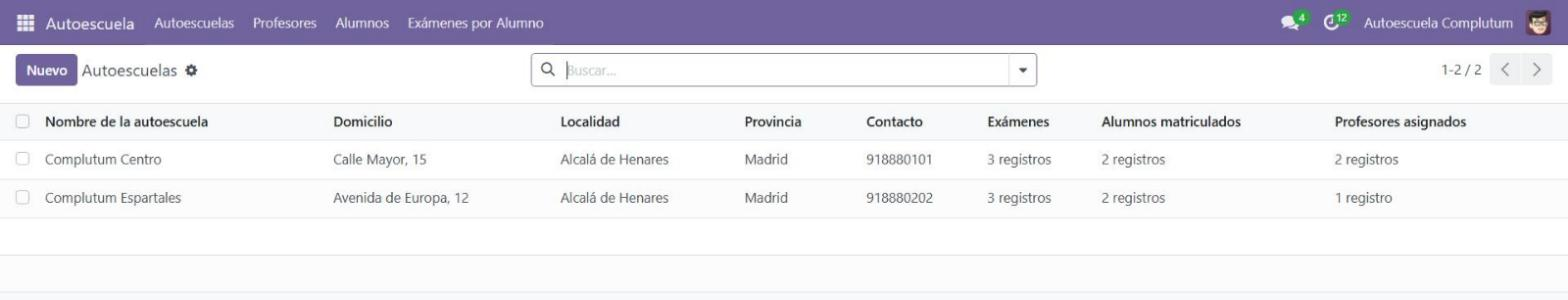 Autoescuela Autoescuelas Profesores Alumnos Exámenes por Alumno 4 12 Autoescuela Complutum
Nuevo Autoescuelas Buscar... 1-2 / 2
Nombre de la autoescuela Domicilio Localidad Provincia Contacto Exámenes Alumnos matriculados Profesores asignados
Complutum Centro Calle Mayor, 15 Alcalá de Henares Madrid 918880101 3 registros 2 registros 2 registros
Complutum Espartales Avenida de Europa, 12 Alcalá de Henares Madrid 918880202 3 registros 2 registros 1 registro